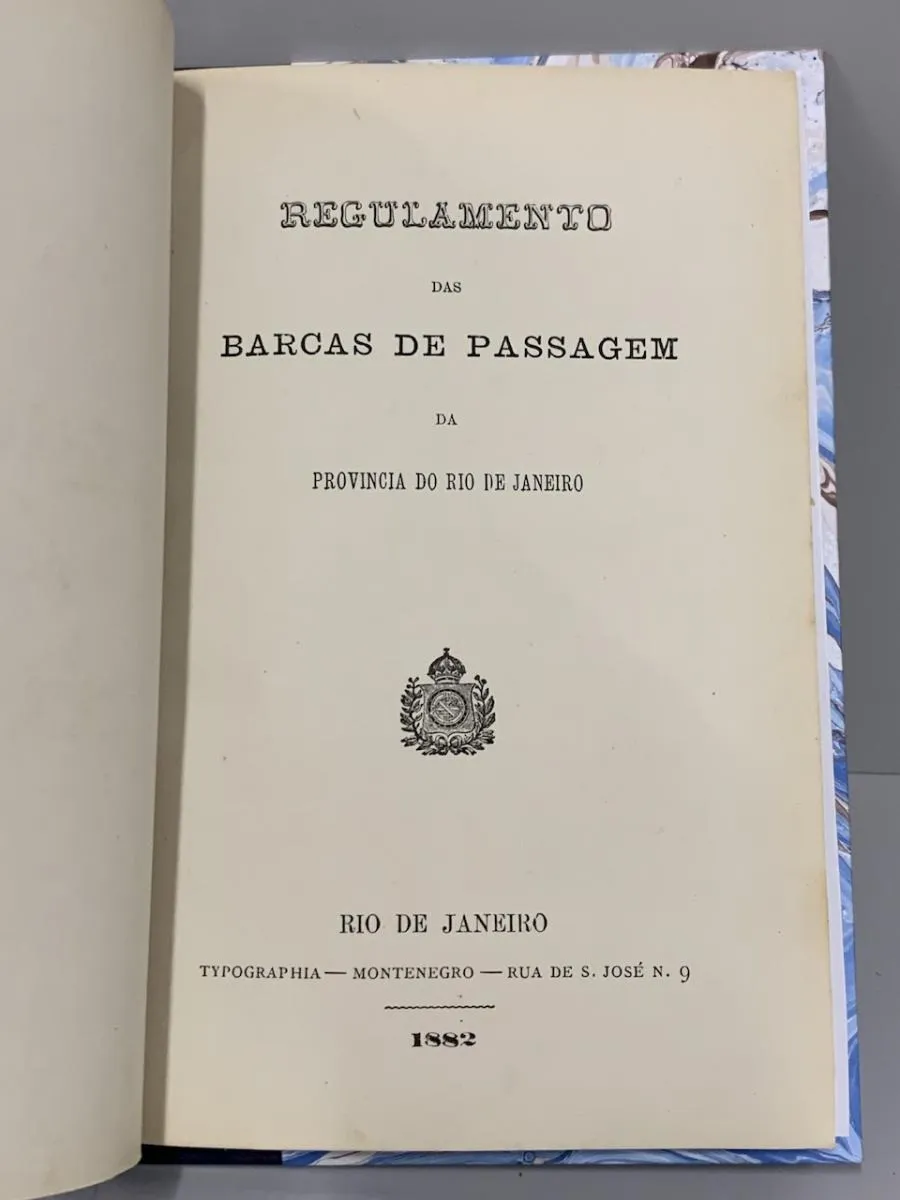 REGULAMENTO
DAS
BARCAS DE PASSAGEM
DA
PROVINCIA DO RIO DE JANEIRO
RIO DE JANEIRO
TYPOGRAPHIA — MONTENEGRO — RUA DE S. JOSÉ N. 9
1882